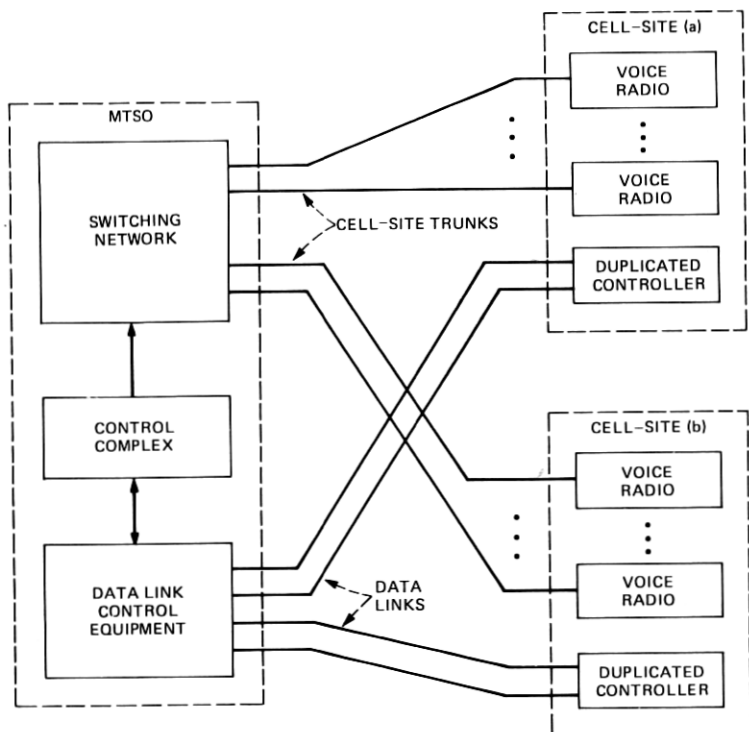 MTSO
SWITCHING
NETWORK
CONTROL
COMPLEX
DATA LINK
CONTROL
EQUIPMENT
CELL-SITE TRUNKS
DATA
LINKS
CELL-SITE (a)
VOICE
RADIO
VOICE
RADIO
DUPLICATED
CONTROLLER
CELL-SITE (b)
VOICE
RADIO
VOICE
RADIO
DUPLICATED
CONTROLLER